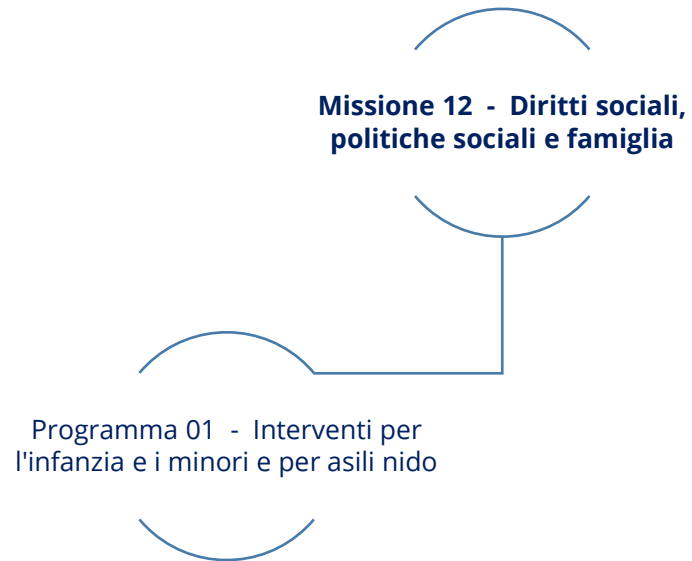 Missione 12 - Diritti sociali,
politiche sociali e famiglia
Programma 01 - Interventi per
l'infanzia e i minori e per asili nido